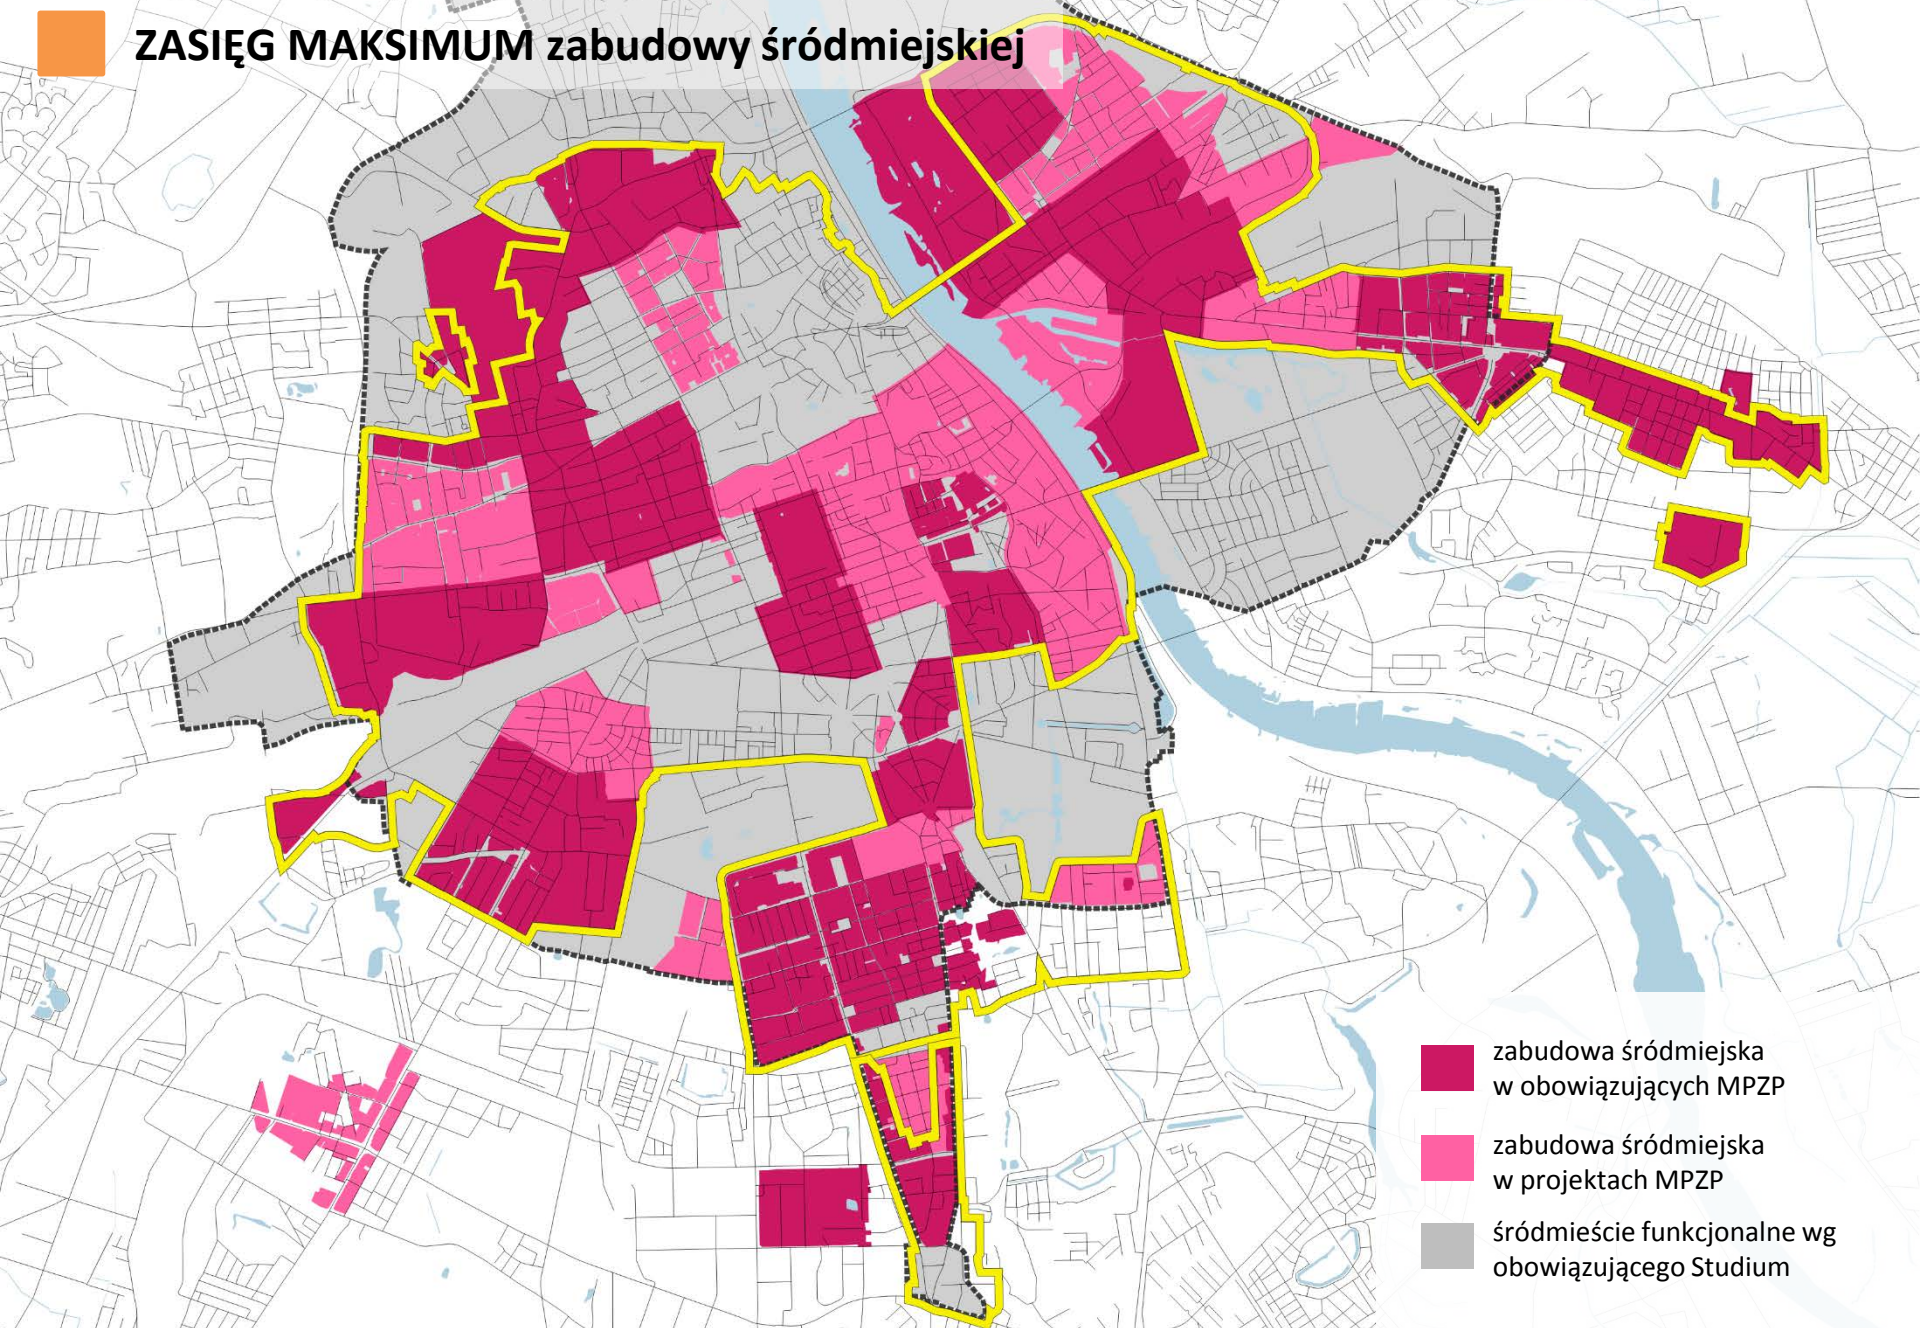 ZASIĘG MAKSIMUM zabudowy śródmiejskiej
zabudowa śródmiejska
w obowiązujących MPZP
zabudowa śródmiejska
w projektach MPZP
śródmieście funkcjonalne wg
obowiązującego Studium